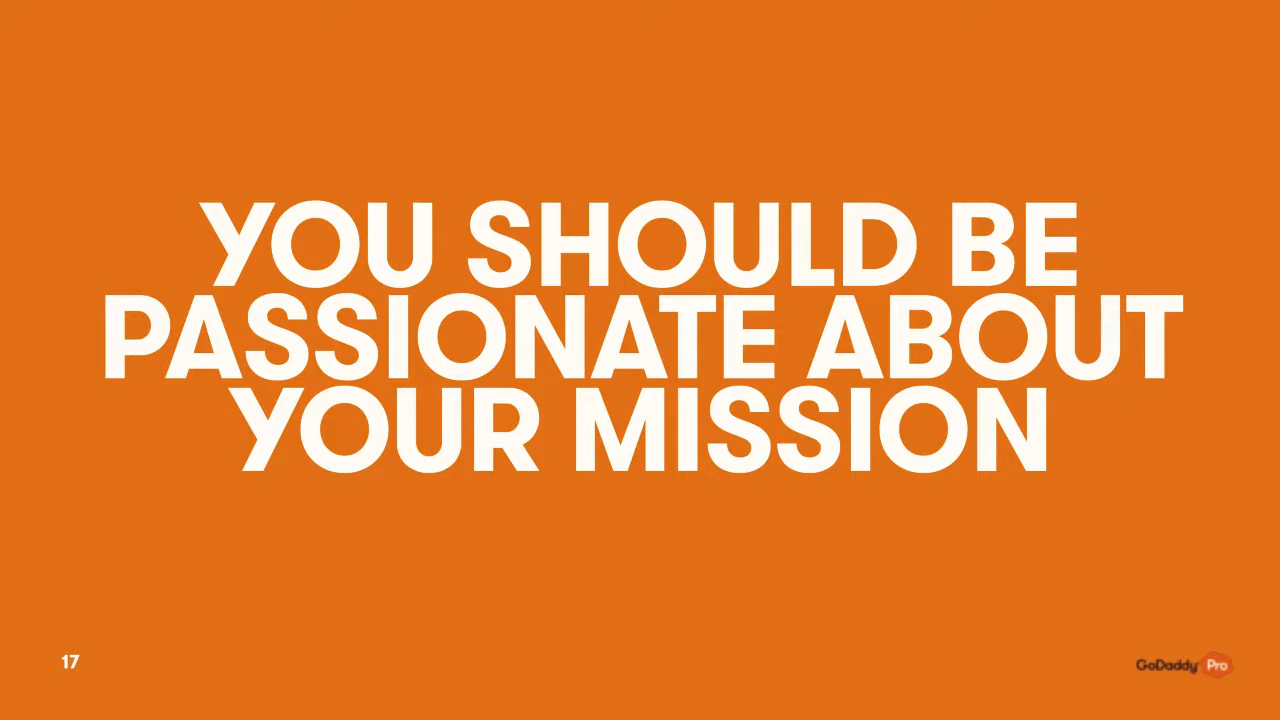 YOU SHOULD BE
PASSIONATE ABOUT
YOUR MISSION
17
GoDaddy Pro